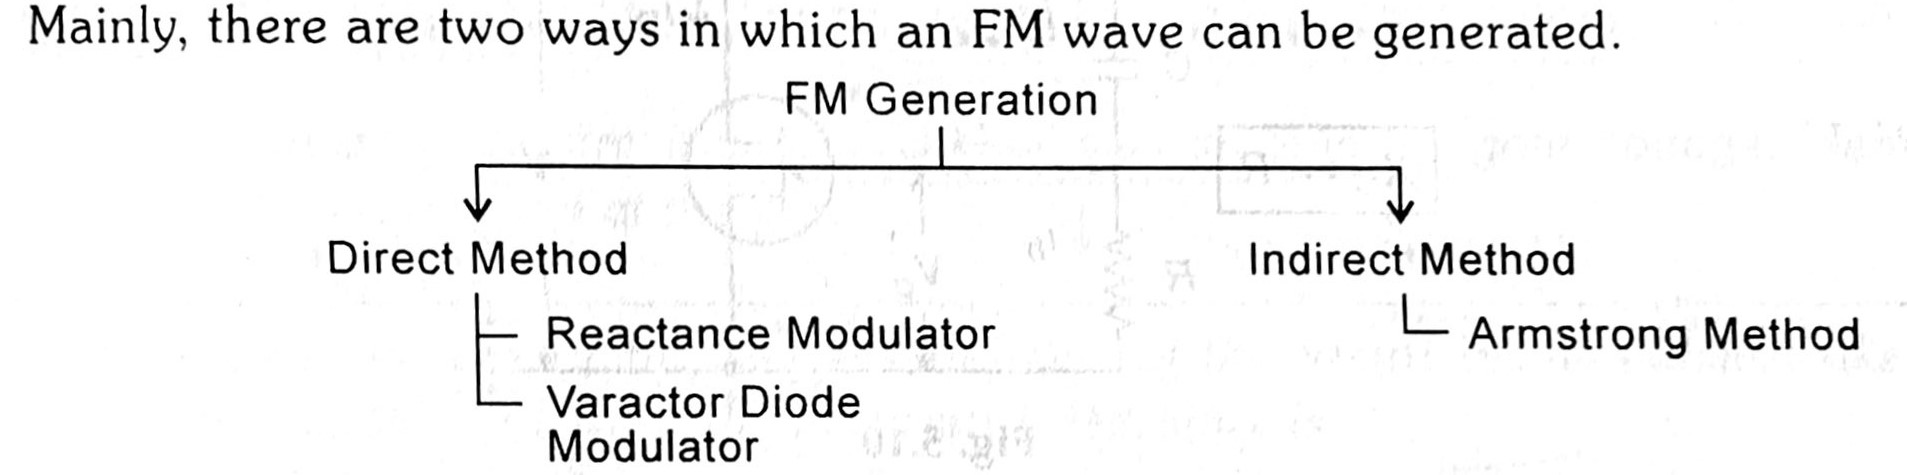 Mainly, there are two ways in which an FM wave can be generated.
FM Generation
Direct Method
Reactance Modulator
Varactor Diode
Modulator
Indirect Method
Armstrong Method